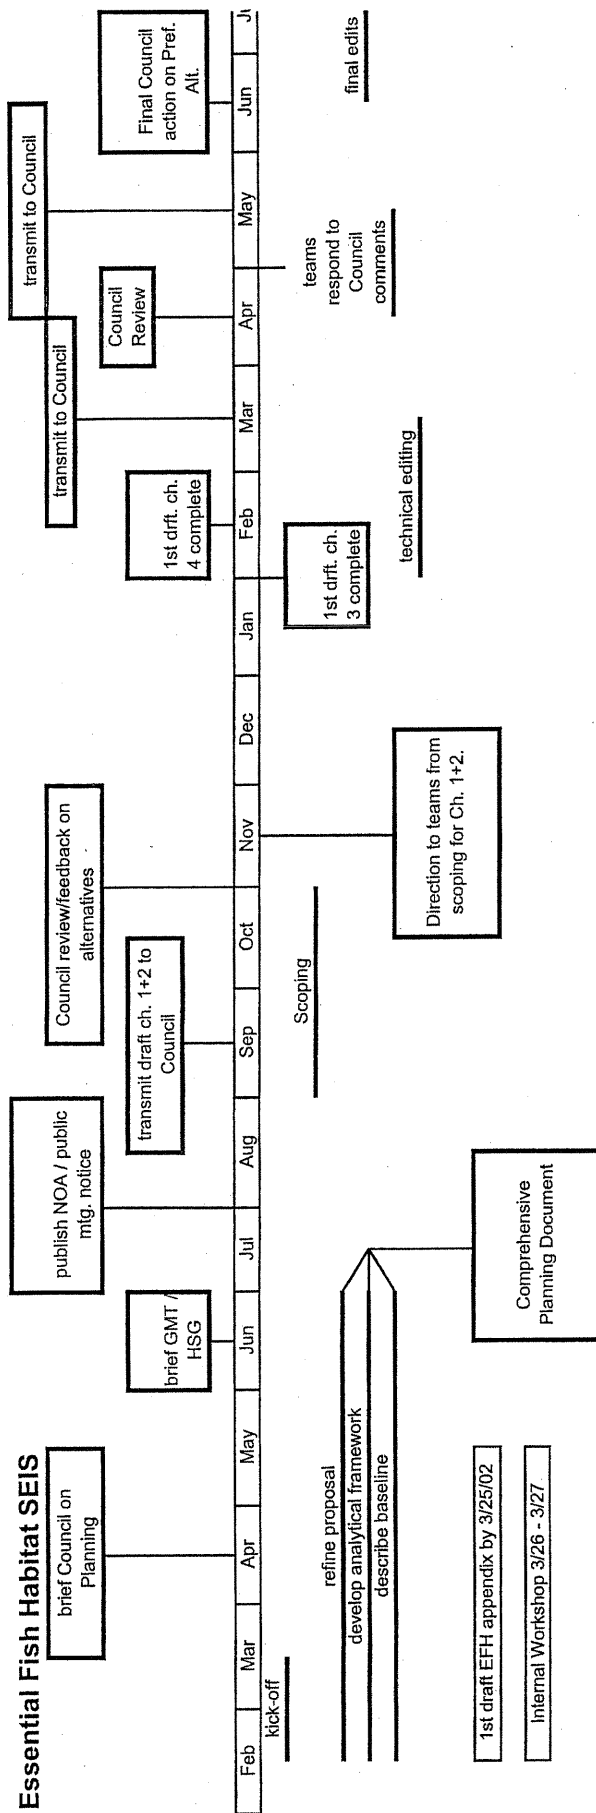 Essential Fish Habitat SEIS
brief Council on
Planning
brief GMT /
HSG
publish NOA / public
mtg. notice
transmit draft ch. 1+2 to
Council
Council review/feedback on
alternatives
1st drft. ch.
4 complete
transmit to Council
Council
Review
transmit to Council
Final Council
action on Pref.
Alt.
Feb
Mar
Apr
May
Jun
Jul
Aug
Sep
Oct
Nov
Dec
Jan
Feb
Mar
Apr
May
Jun
kick-off
refine proposal
develop analytical framework
describe baseline
Scoping
1st drft. ch.
3 complete
technical editing
teams
respond to
Council
comments
final edits
Comprehensive
Planning Document
Direction to teams from
scoping for Ch. 1+2.
1st draft EFH appendix by 3/25/02
Internal Workshop 3/26 - 3/27